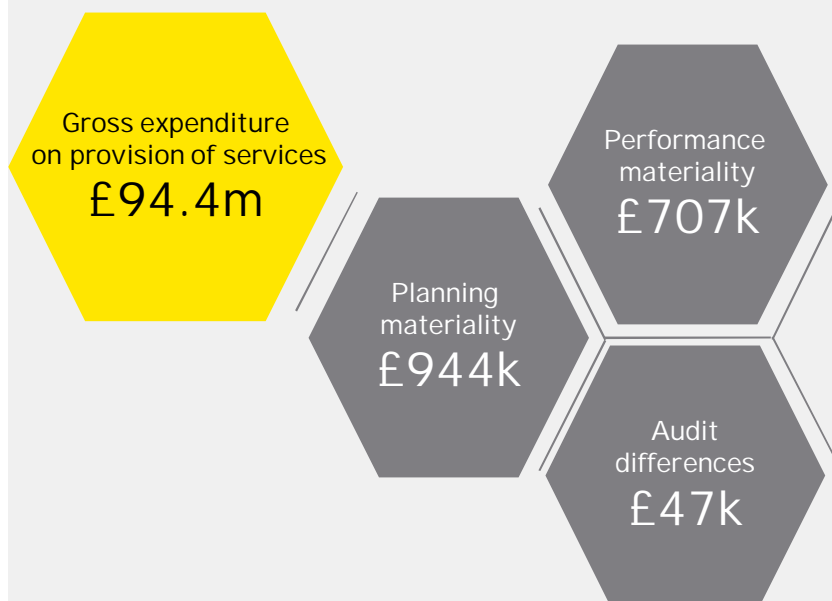 Gross expenditure
on provision of services
£94.4m
Planning
materiality
£944k
Performance
materiality
£707k
Audit
differences
£47k